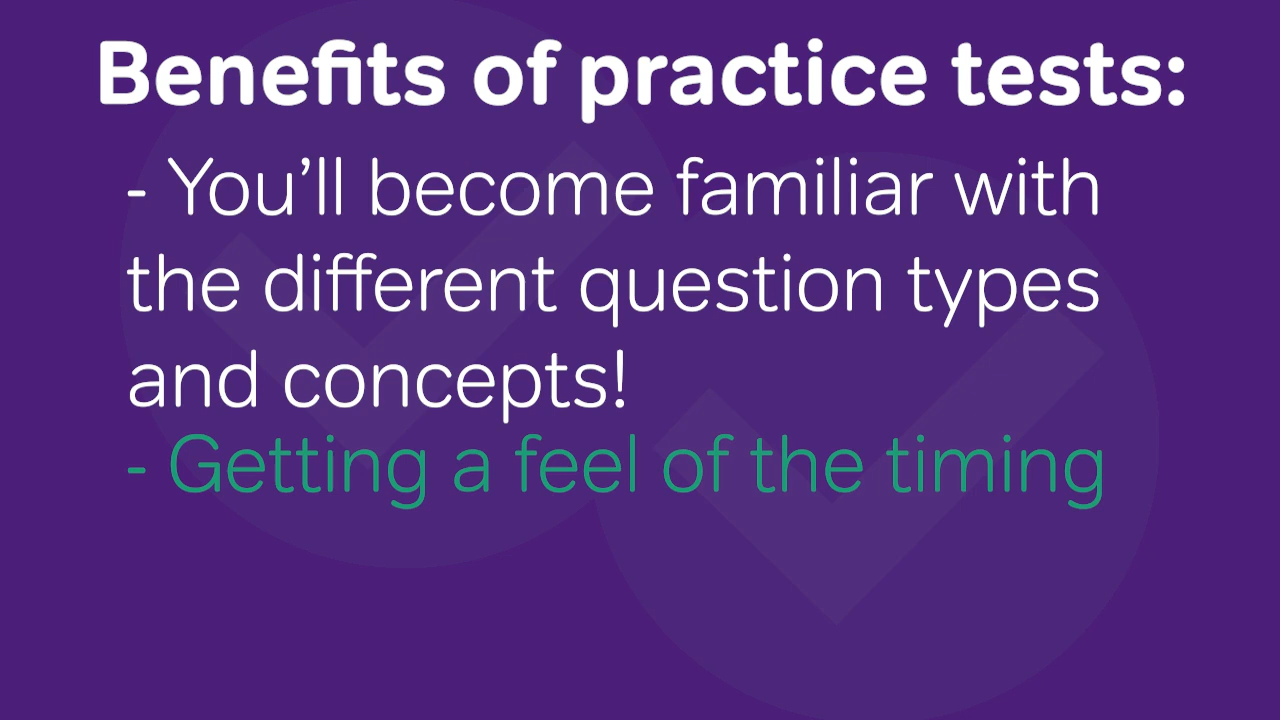 Benefits of practice tests:
- You’ll become familiar with
the different question types
and concepts!
- Getting a feel of the timing